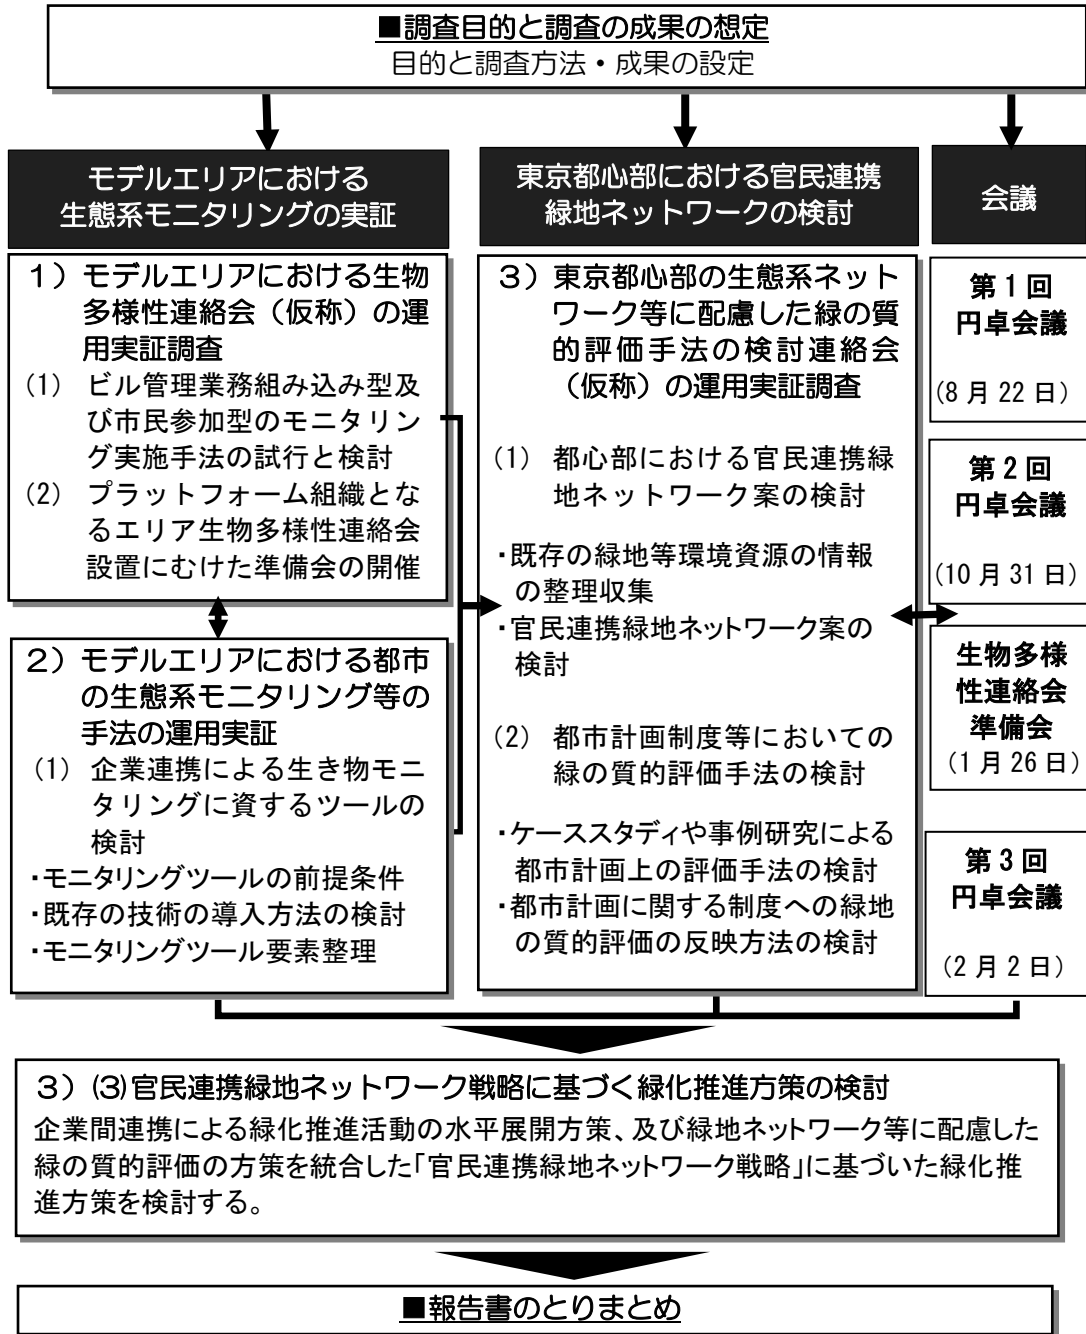 ■調査目的と調査の成果の想定
目的と調査方法・成果の設定
モデルエリアにおける
生態系モニタリングの実証
１）モデルエリアにおける生物
多様性連絡会（仮称）の運
用実証調査
(1) ビル管理業務組み込み型及
び市民参加型のモニタリン
グ実施手法の試行と検討
(2) プラットフォーム組織とな
るエリア生物多様性連絡会
設置にむけた準備会の開催
２）モデルエリアにおける都市
の生態系モニタリング等の
手法の運用実証
(1) 企業連携による生き物モニ
タリングに資するツールの
検討
・モニタリングツールの前提条件
・既存の技術の導入方法の検討
・モニタリングツール要素整理
東京都心部における官民連携
緑地ネットワークの検討
３）東京都心部の生態系ネット
ワーク等に配慮した緑の質
的評価手法の検討連絡会
（仮称）の運用実証調査
(1) 都心部における官民連携緑
地ネットワーク案の検討
・既存の緑地等環境資源の情報
の整理収集
・官民連携緑地ネットワーク案の
検討
(2) 都市計画制度等においての
緑の質的評価手法の検討
・ケーススタディや事例研究による
都市計画上の評価手法の検討
・都市計画に関する制度への緑地
の質的評価の反映方法の検討
会議
第１回
円卓会議
(8 月 22 日)
第２回
円卓会議
(10 月 31 日)
生物多様
性連絡会
準備会
(1 月 26 日)
第３回
円卓会議
(2 月 2 日)
３）(3)官民連携緑地ネットワーク戦略に基づく緑化推進方策の検討
企業間連携による緑化推進活動の水平展開方策、及び緑地ネットワーク等に配慮した
緑の質的評価の方策を統合した「官民連携緑地ネットワーク戦略」に基づいた緑化推
進方策を検討する。
■報告書のとりまとめ